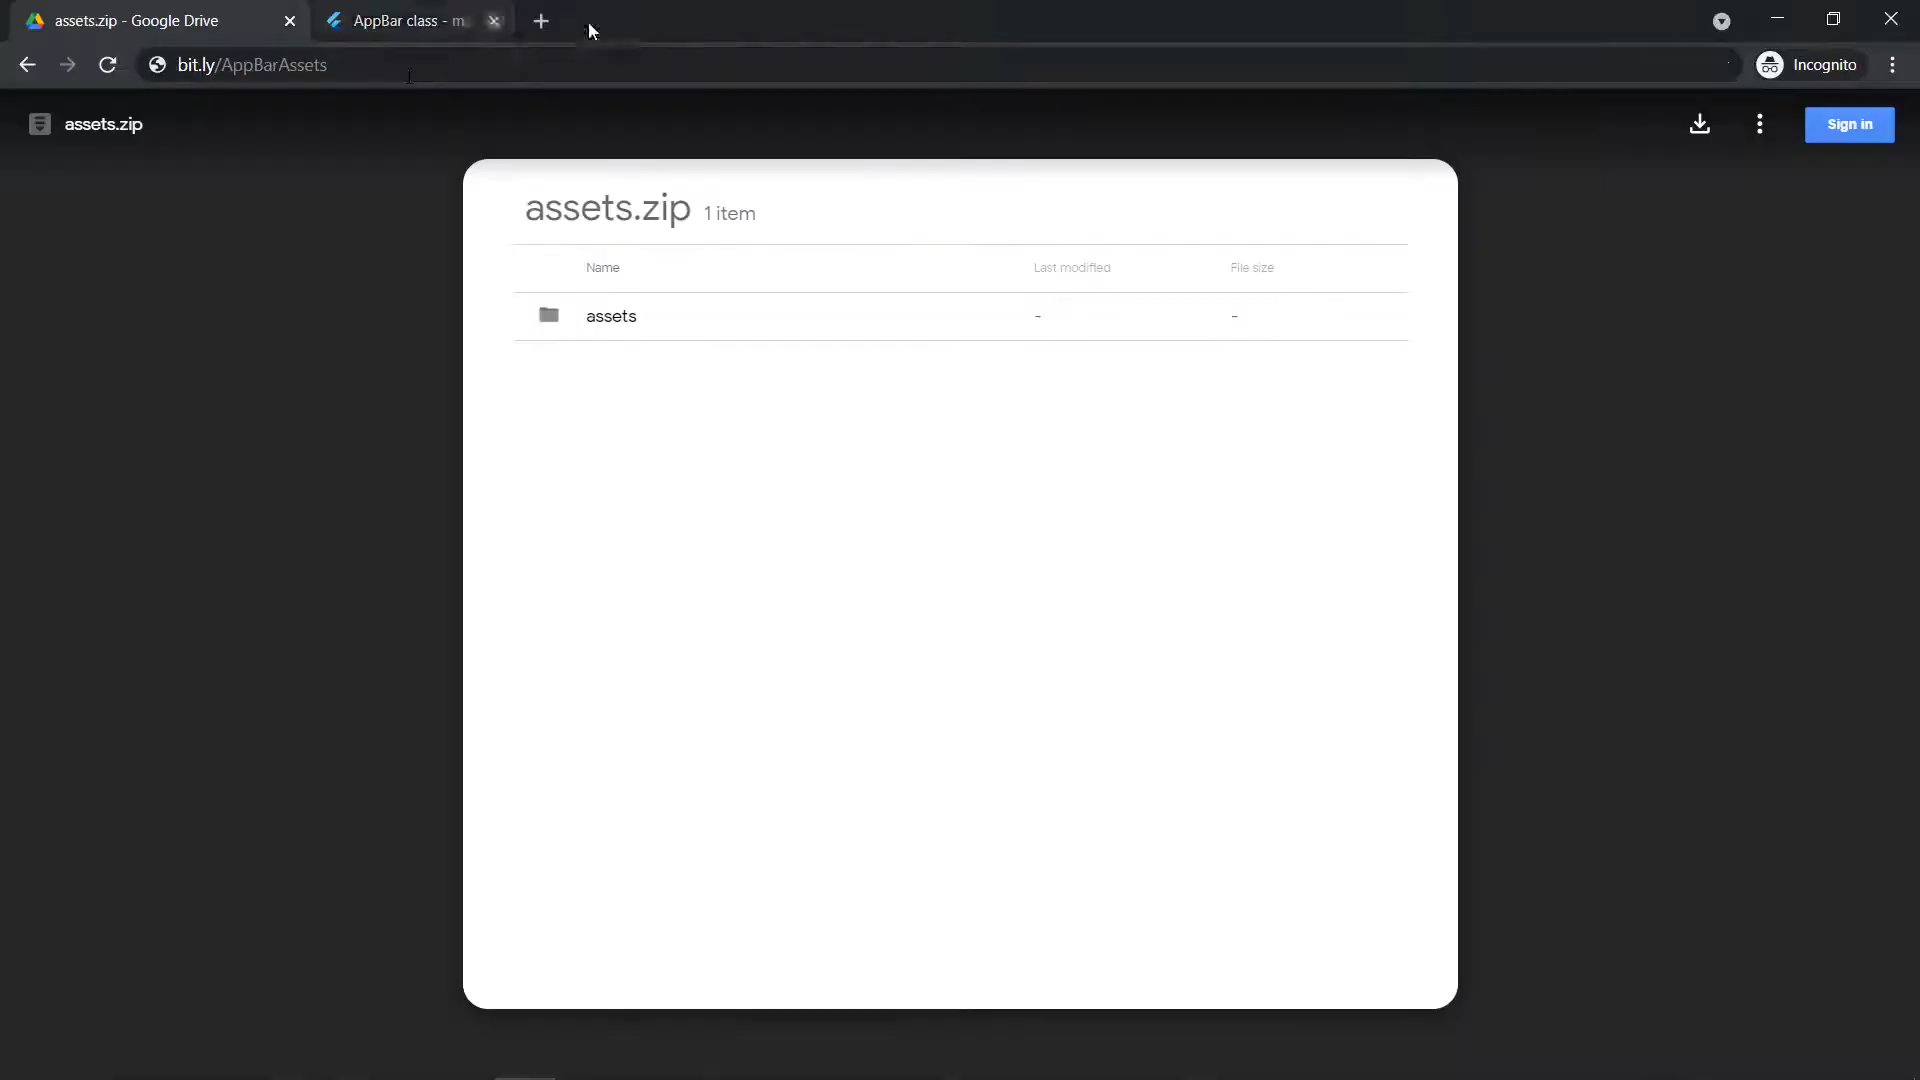 assets.zip - Google Drive
AppBar class - m
bit.ly/AppBarAssets
Incognito
assets.zip
Sign in
assets.zip 1 item
Name Last modified File size
assets - -